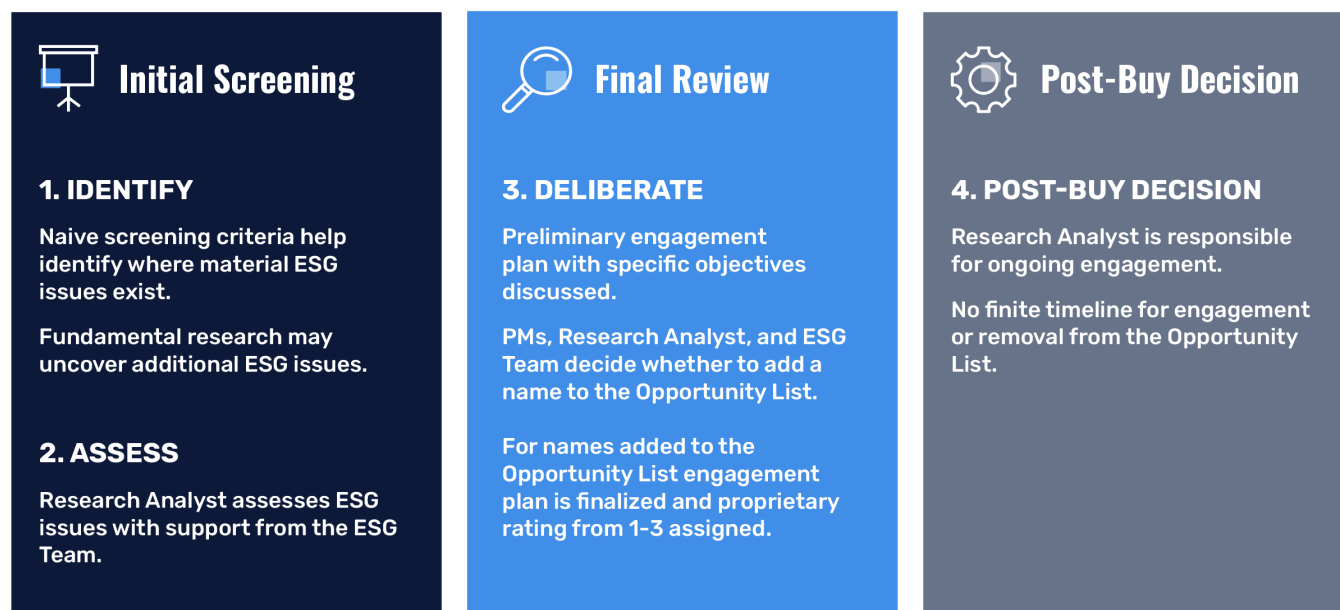 Initial Screening
1. IDENTIFY
Naive screening criteria help
identify where material ESG
issues exist.
Fundamental research may
uncover additional ESG issues.
2. ASSESS
Research Analyst assesses ESG
issues with support from the ESG
Team.
Final Review
3. DELIBERATE
Preliminary engagement
plan with specific objectives
discussed.
PMs, Research Analyst, and ESG
Team decide whether to add a
name to the Opportunity List.
For names added to the
Opportunity List engagement
plan is finalized and proprietary
rating from 1-3 assigned.
Post-Buy Decision
4. POST-BUY DECISION
Research Analyst is responsible
for ongoing engagement.
No finite timeline for engagement
or removal from the Opportunity
List.